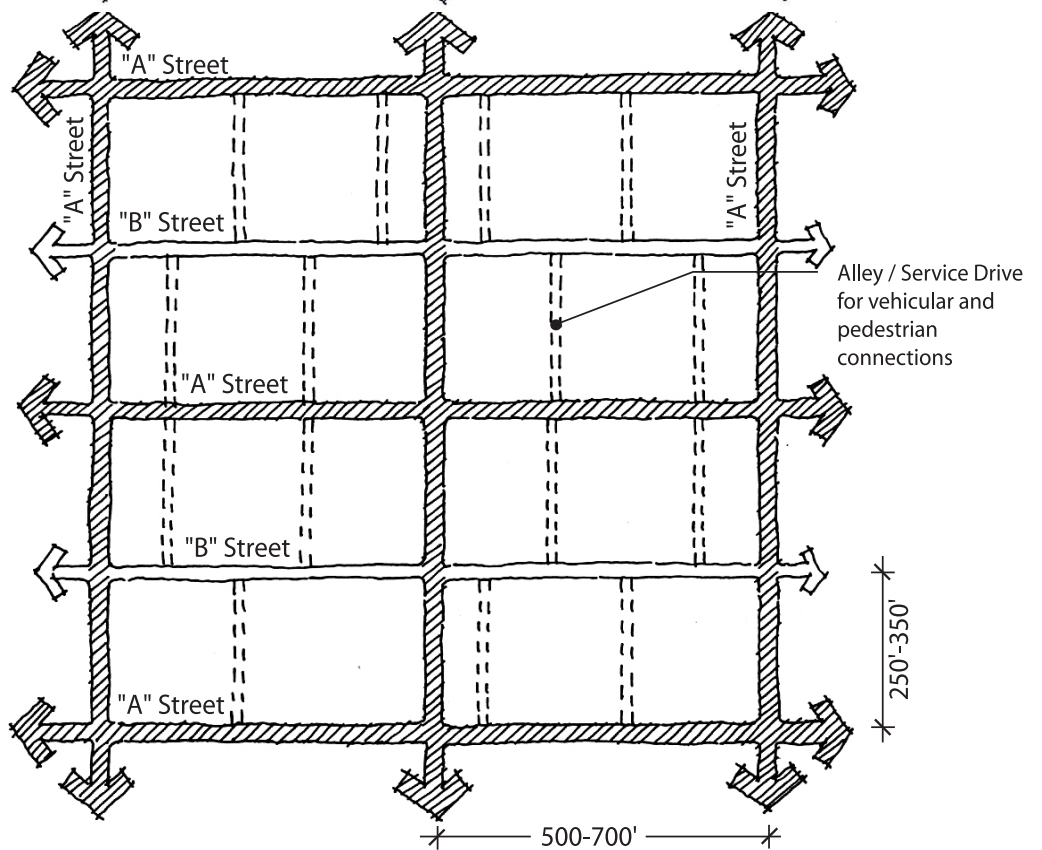 "A" Street
"A" Street
"A" Street
"B" Street
Alley / Service Drive
for vehicular and
pedestrian
connections
"A" Street
"B" Street
250'-350'
"A" Street
500-700'